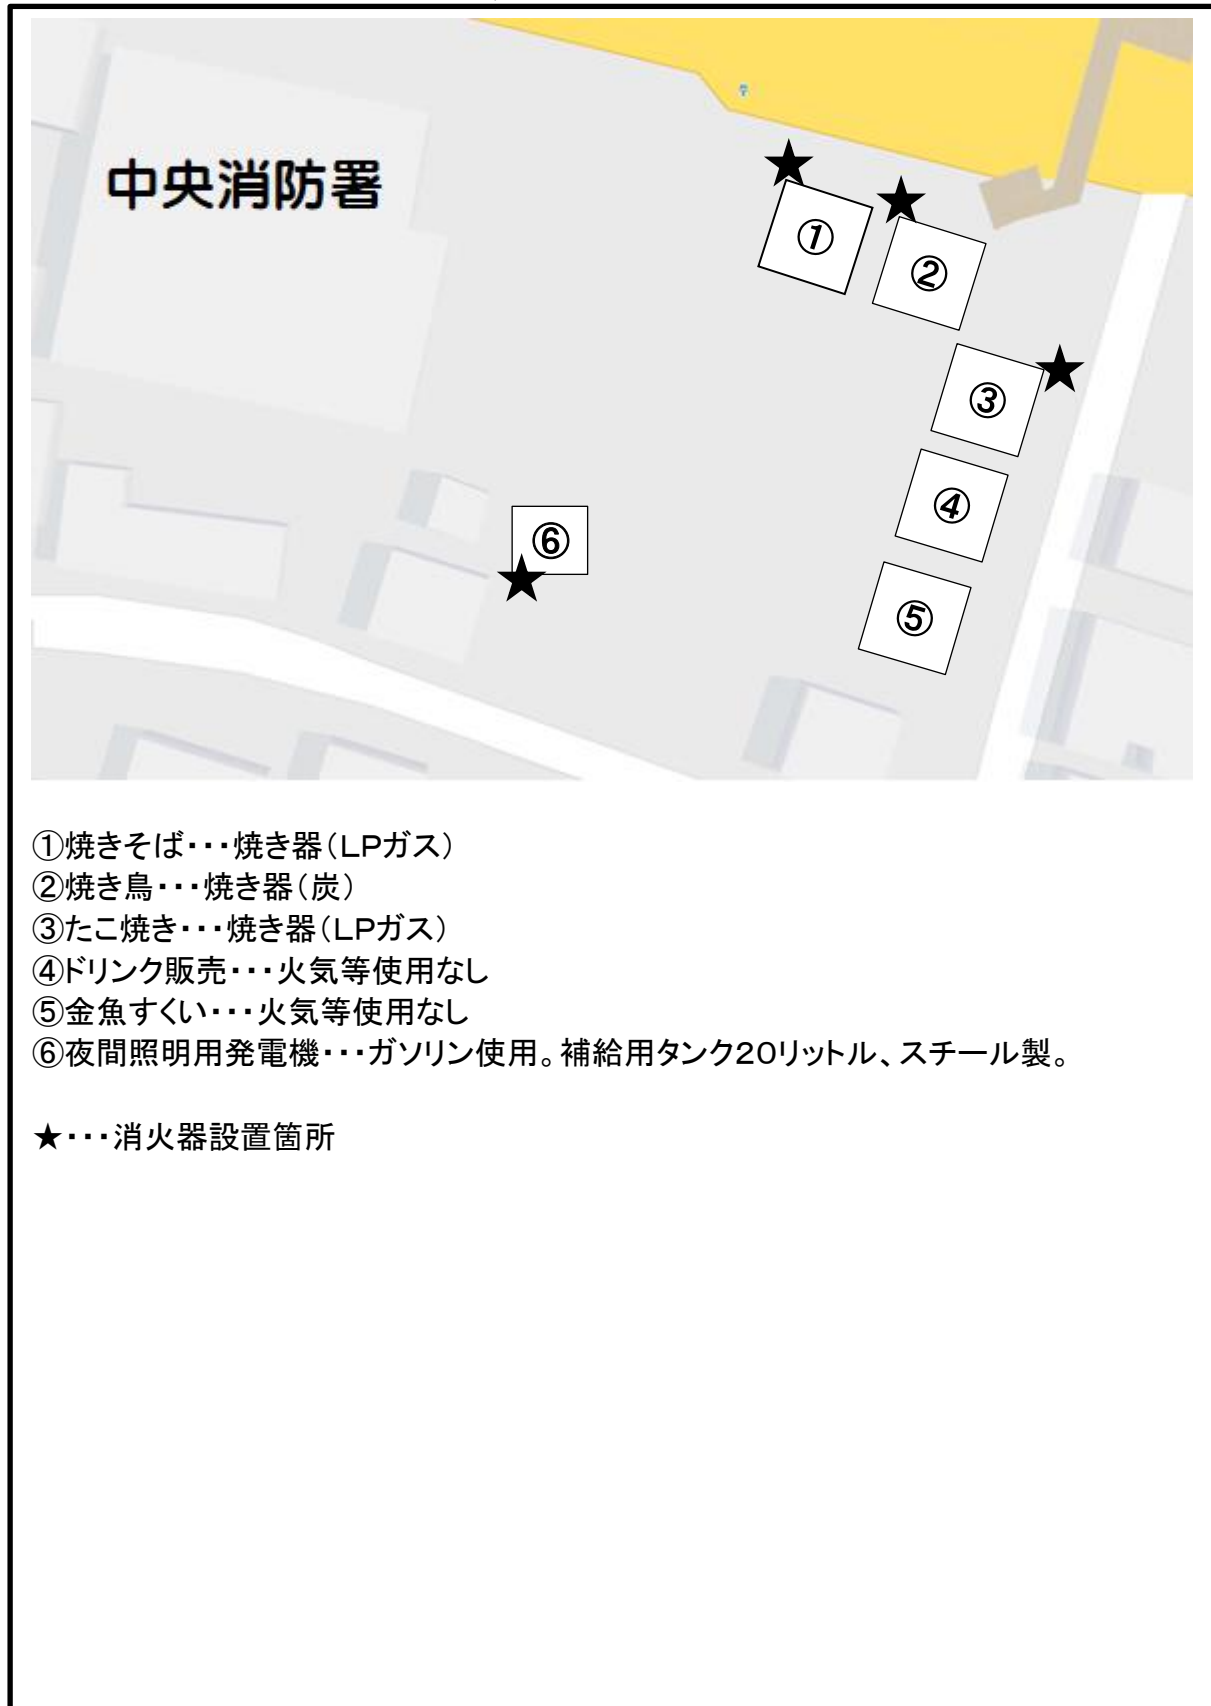 中央消防署
①
②
③
④
⑤
⑥
①焼きそば・・・焼き器（ＬＰガス）
②焼き鳥・・・焼き器（炭）
③たこ焼き・・・焼き器（ＬＰガス）
④ドリンク販売・・・火気等使用なし
⑤金魚すくい・・・火気等使用なし
⑥夜間照明用発電機・・・ガソリン使用。補給用タンク２０リットル、スチール製。
★・・・消火器設置箇所